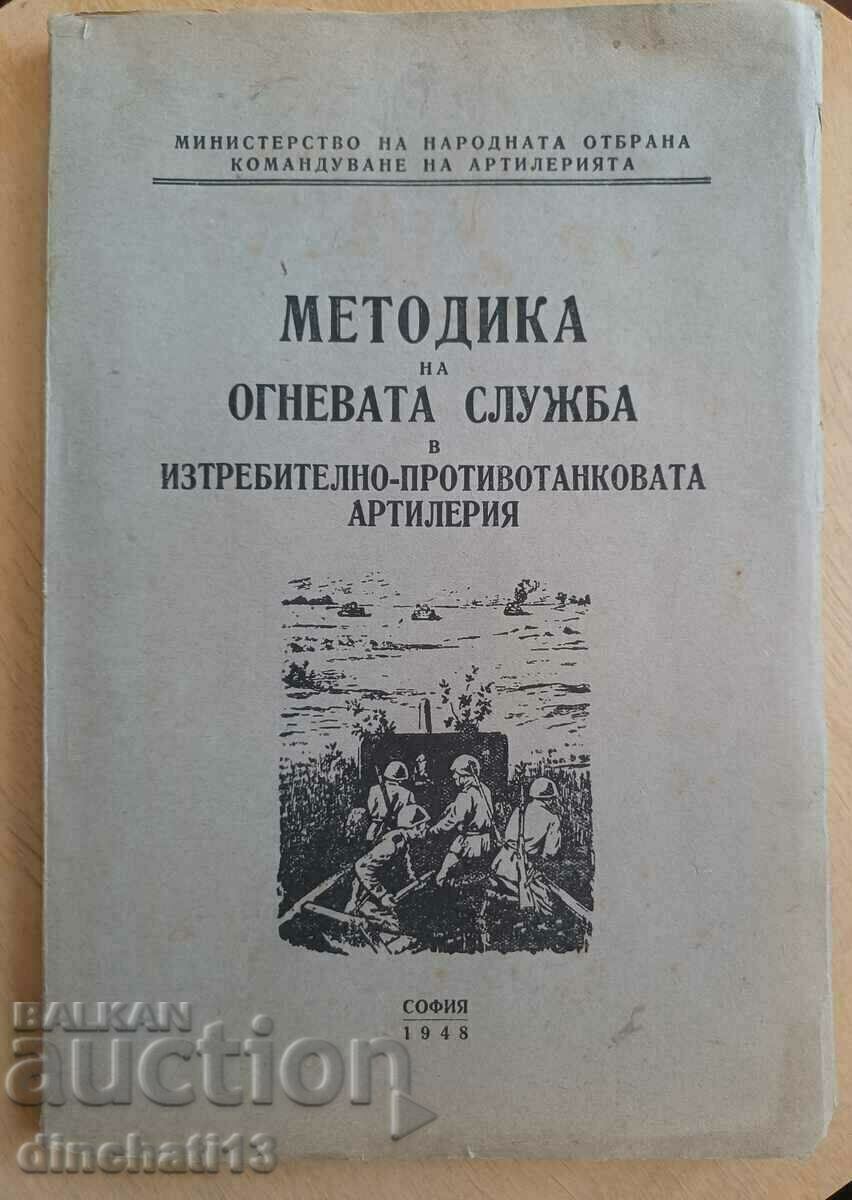 МИНИСТЕРСТВО НА НАРОДНАТА ОТБРАНА
КОМАНДУВАНЕ НА АРТИЛЕРИЯТА
МЕТОДИКА
НА
ОГНЕВАТА СЛУЖБА
В
ИЗТРЕБИТЕЛНО-ПРОТИВОТАНКОВАТА
АРТИЛЕРИЯ
СОФИЯ
1948
BALKAN
auction
dinchati13